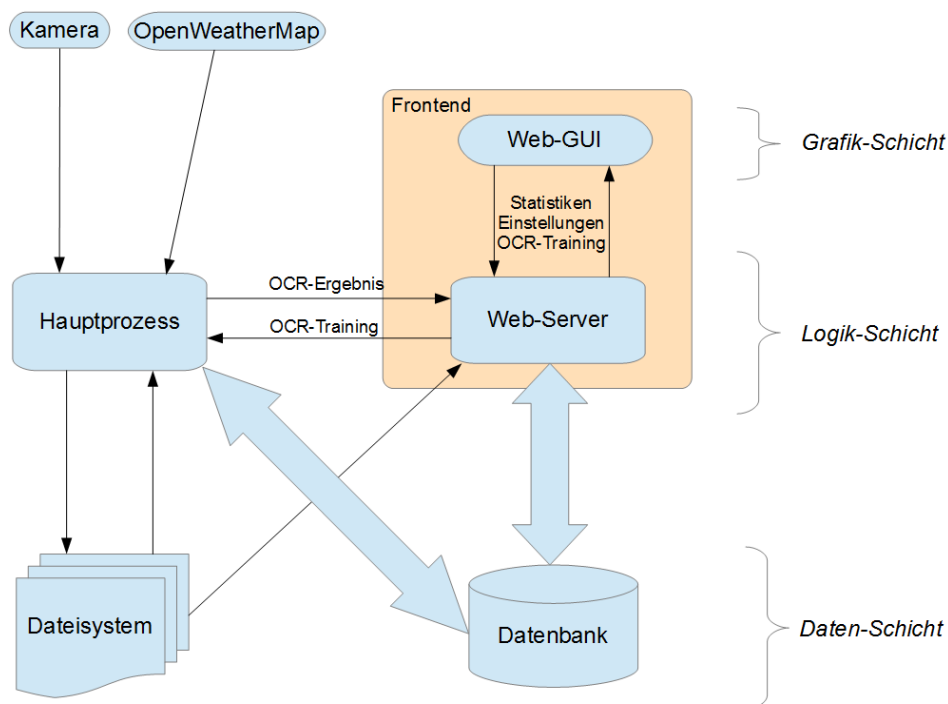 Kamera
OpenWeatherMap
Frontend
Web-GUI
Grafik-Schicht
Statistiken
Einstellungen
OCR-Training
OCR-Ergebnis
Hauptprozess
OCR-Training
Web-Server
Logik-Schicht
Dateisystem
Datenbank
Daten-Schicht